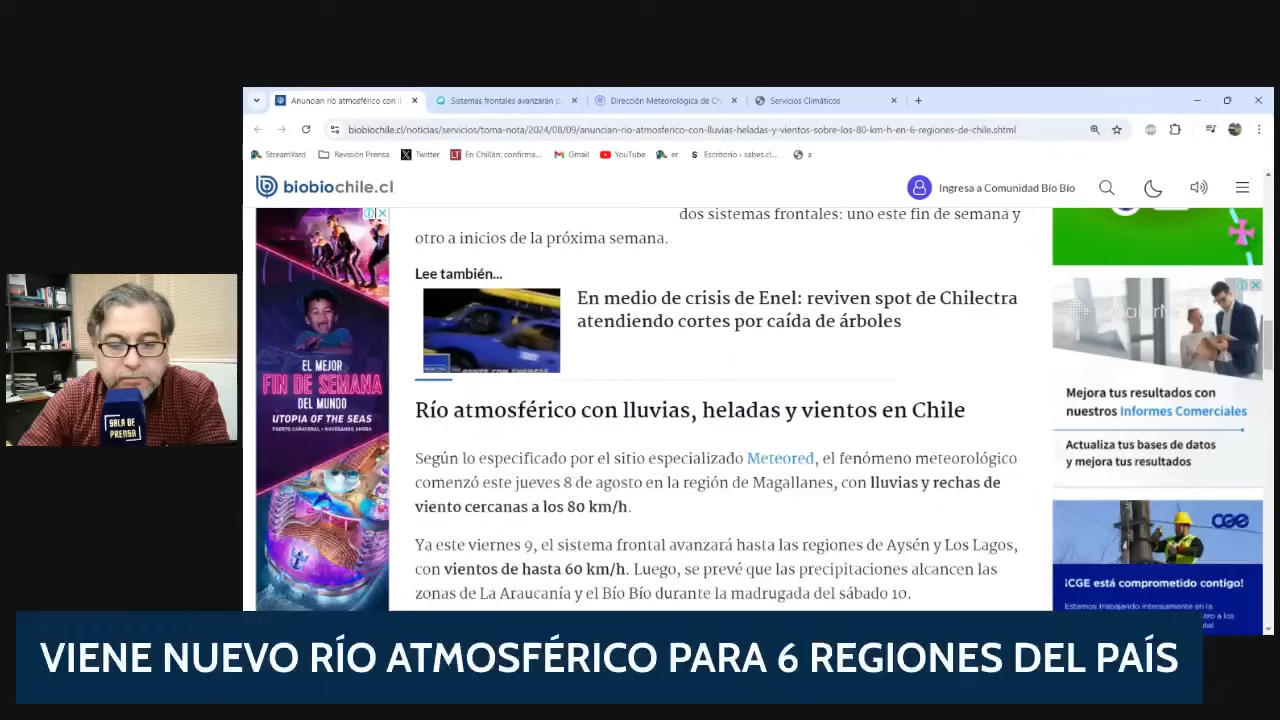 Anuncian río atmosférico con ll
Sistemas frontales avanzarán p
Dirección Meteorológica de Ch
Servicios Climáticos
biobiochile.cl/noticias/servicios/toma-nota/2024/08/09/anuncian-rio-atmosferico-con-lluvias-heladas-y-vientos-sobre-los-80-km-h-en-6-regiones-de-chile.shtml
StreamYard
Revisión Prensa
Twitter
En Chillán: confirma...
Gmail
YouTube
er
Escritorio ‹ sabes.cl...
a
biobiochile.cl
Ingresa a Comunidad Bío Bío
dos sistemas frontales: uno este fin de semana y
otro a inicios de la próxima semana.
Lee también...
En medio de crisis de Enel: reviven spot de Chilectra
atendiendo cortes por caída de árboles
Río atmosférico con lluvias, heladas y vientos en Chile
Según lo especificado por el sitio especializado Meteored, el fenómeno meteorológico
comenzó este jueves 8 de agosto en la región de Magallanes, con lluvias y rechas de
viento cercanas a los 80 km/h.
Ya este viernes 9, el sistema frontal avanzará hasta las regiones de Aysén y Los Lagos,
con vientos de hasta 60 km/h. Luego, se prevé que las precipitaciones alcancen las
zonas de La Araucanía y el Bío Bío durante la madrugada del sábado 10.
EL MEJOR
FIN DE SEMANA
DEL MUNDO
UTOPIA OF THE SEAS
PUERTO CAÑAVERAL • NAVEGANDO AHORA
Mejora tus resultados con
nuestros Informes Comerciales
Actualiza tus bases de datos
y mejora tus resultados
CGE
¡CGE está comprometido contigo!
Estamos trabajando intensamente en la
SALA DE
PRENSA
VIENE NUEVO RÍO ATMOSFÉRICO PARA 6 REGIONES DEL PAÍS